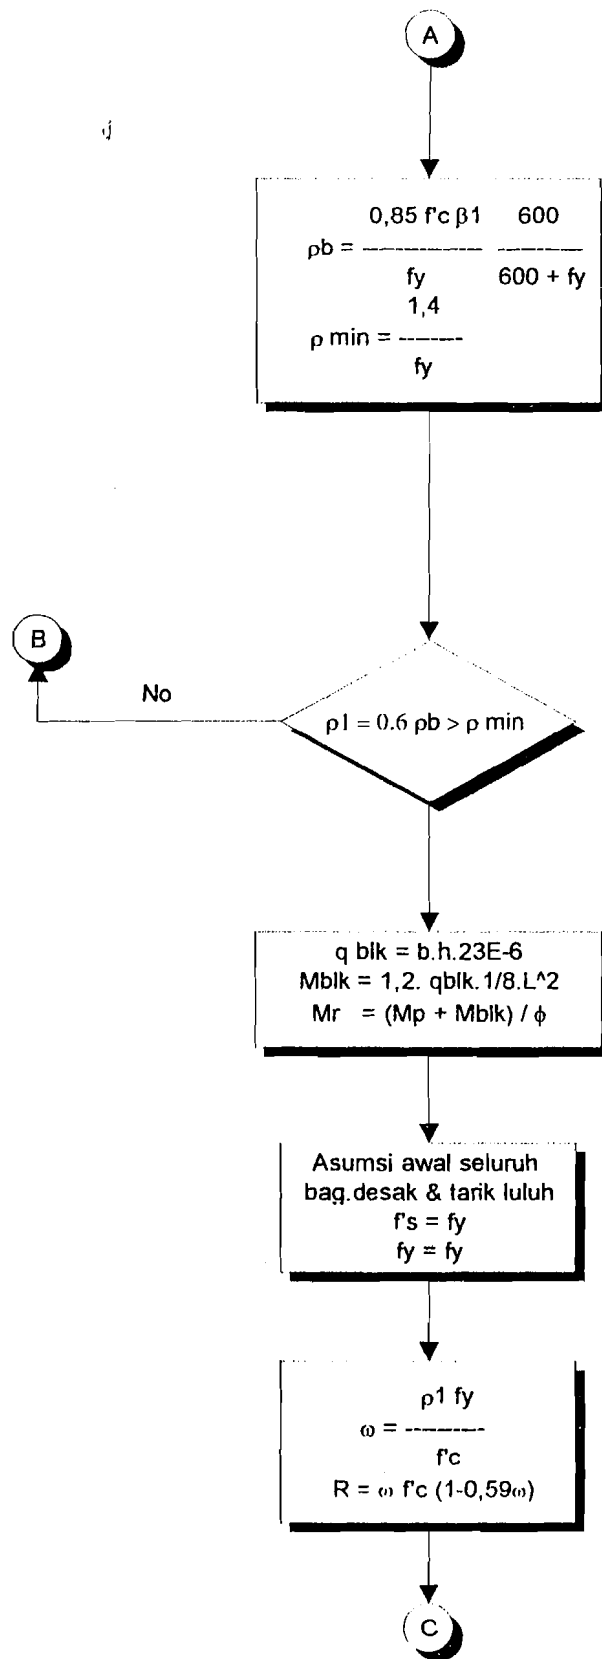 A
0,85 f'c β1 600
ρb = ------------- ---------
fy 600 + fy
1,4
ρ min = ---------
fy
B
No
ρ1 = 0.6 ρb > ρ min
q blk = b.h.23E-6
Mblk = 1,2. qblk.1/8.L^2
Mr = (Mp + Mblk) / ϕ
Asumsi awal seluruh
bag.desak & tarik luluh
f's = fy
fy = fy
ρ1 fy
ω = -----------
f'c
R = ω f'c (1-0,59ω)
C